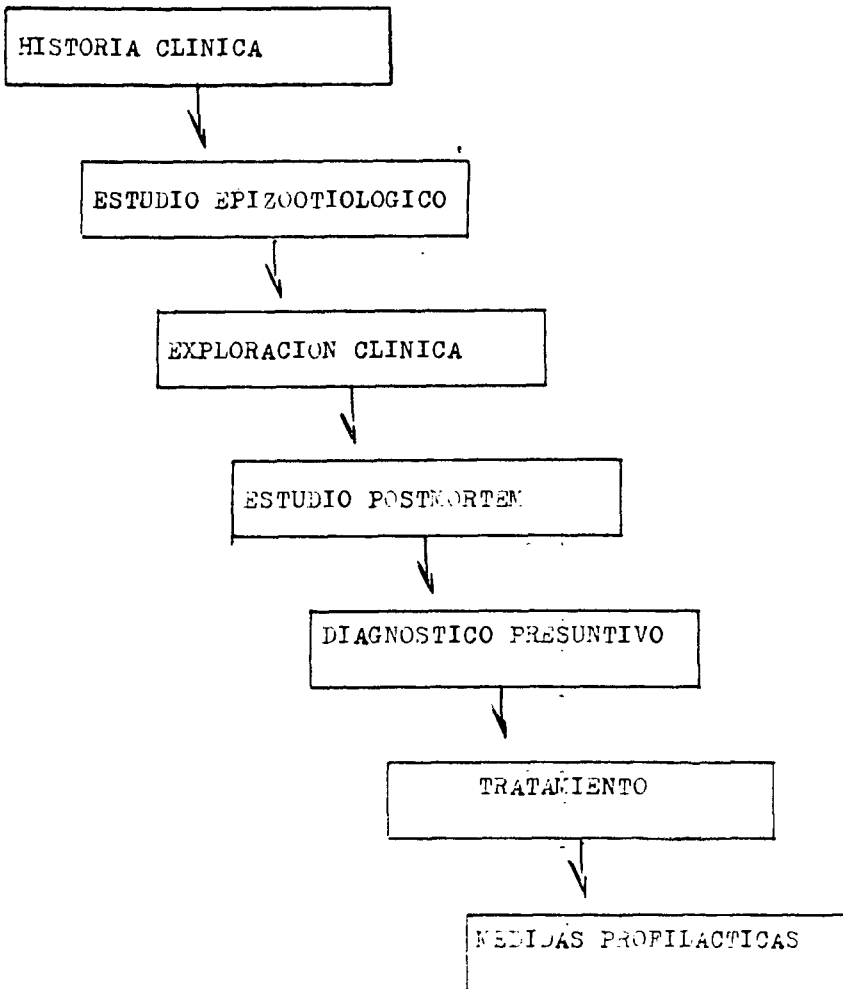 HISTORIA CLINICA
ESTUDIO EPIZOOTIOLOGICO
EXPLORACION CLINICA
ESTUDIO POSTMORTEM
DIAGNOSTICO PRESUNTIVO
TRATAMIENTO
MEDIDAS PROFILACTICAS